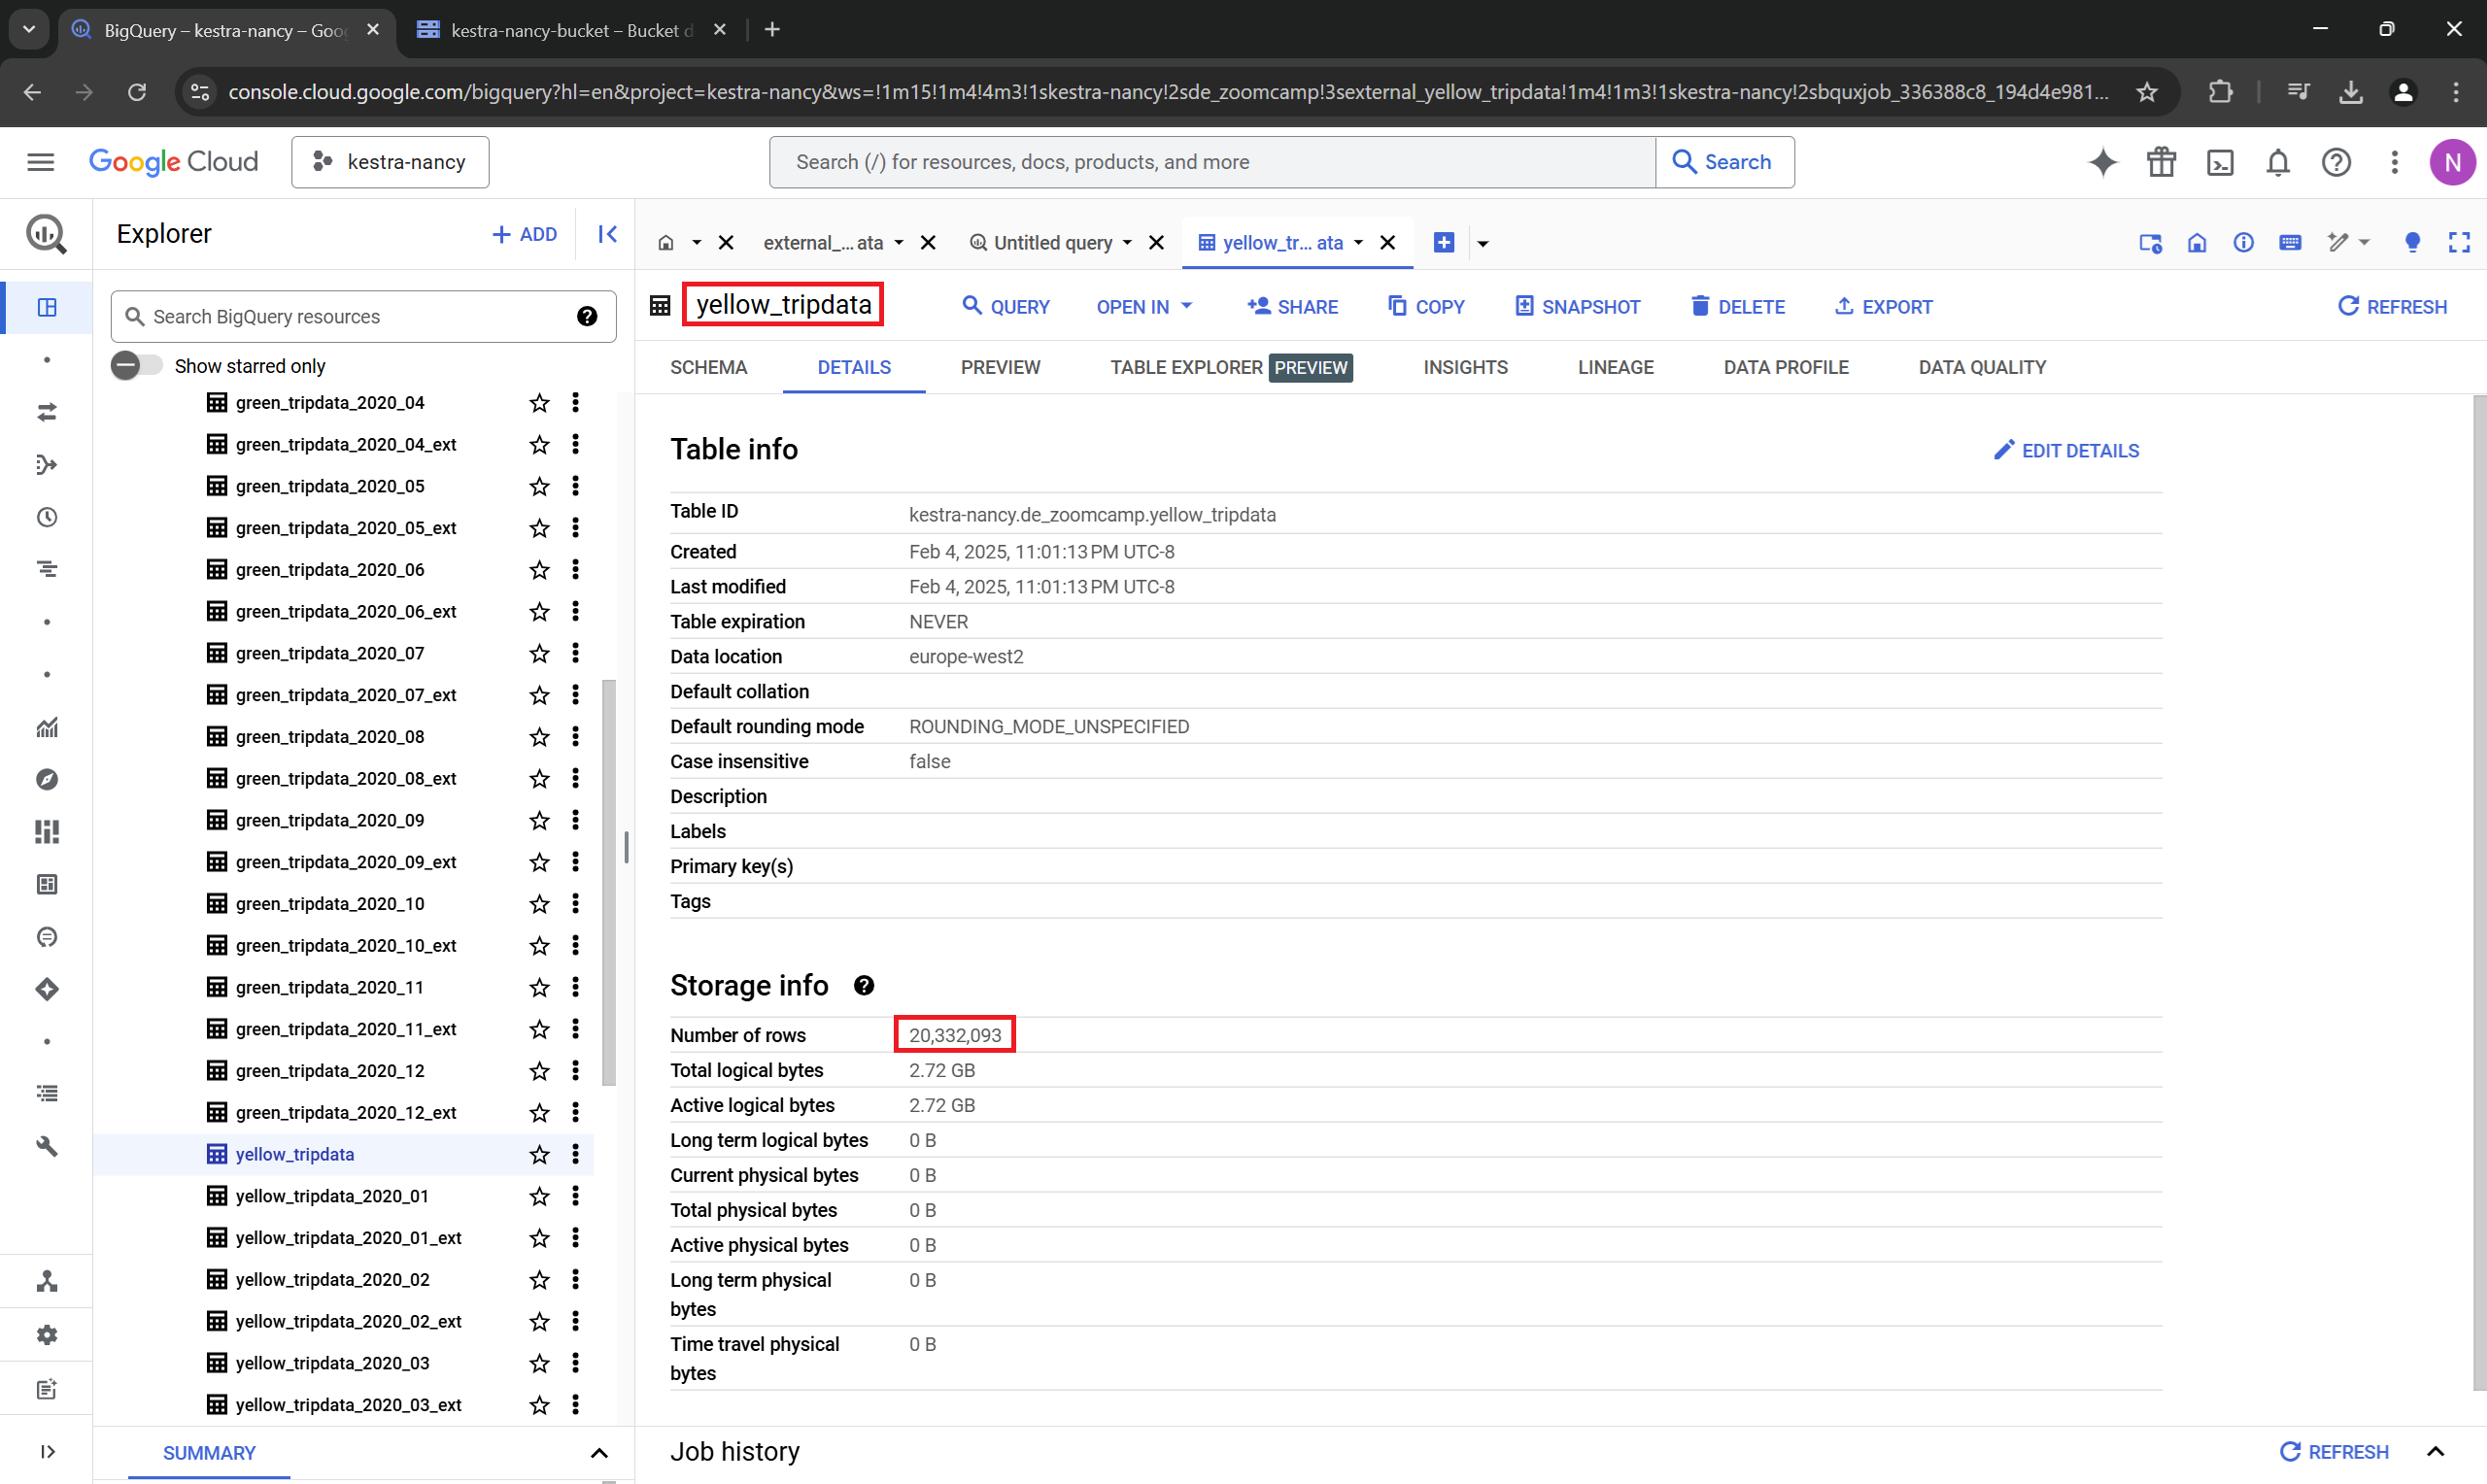 BigQuery – kestra-nancy – Goo
kestra-nancy-bucket – Bucket d
console.cloud.google.com/bigquery?hl=en&project=kestra-nancy&ws=!1m15!1m4!4m3!1skestra-nancy!2sde_zoomcamp!3sexternal_yellow_tripdata!1m4!1m3!1skestra-nancy!2sbquxjob_336388c8_194d4e981...
Google Cloud
kestra-nancy
Search (/) for resources, docs, products, and more
Search
N
Explorer
ADD
Search BigQuery resources
Show starred only
green_tripdata_2020_04
green_tripdata_2020_04_ext
green_tripdata_2020_05
green_tripdata_2020_05_ext
green_tripdata_2020_06
green_tripdata_2020_06_ext
green_tripdata_2020_07
green_tripdata_2020_07_ext
green_tripdata_2020_08
green_tripdata_2020_08_ext
green_tripdata_2020_09
green_tripdata_2020_09_ext
green_tripdata_2020_10
green_tripdata_2020_10_ext
green_tripdata_2020_11
green_tripdata_2020_11_ext
green_tripdata_2020_12
green_tripdata_2020_12_ext
yellow_tripdata
yellow_tripdata_2020_01
yellow_tripdata_2020_01_ext
yellow_tripdata_2020_02
yellow_tripdata_2020_02_ext
yellow_tripdata_2020_03
yellow_tripdata_2020_03_ext
SUMMARY
external_... ata
Untitled query
yellow_tr... ata
yellow_tripdata
QUERY
OPEN IN
SHARE
COPY
SNAPSHOT
DELETE
EXPORT
REFRESH
SCHEMA
DETAILS
PREVIEW
TABLE EXPLORER PREVIEW
INSIGHTS
LINEAGE
DATA PROFILE
DATA QUALITY
Table info
EDIT DETAILS
Table ID kestra-nancy.de_zoomcamp.yellow_tripdata
Created Feb 4, 2025, 11:01:13 PM UTC-8
Last modified Feb 4, 2025, 11:01:13 PM UTC-8
Table expiration NEVER
Data location europe-west2
Default collation
Default rounding mode ROUNDING_MODE_UNSPECIFIED
Case insensitive false
Description
Labels
Primary key(s)
Tags
Storage info
Number of rows 20,332,093
Total logical bytes 2.72 GB
Active logical bytes 2.72 GB
Long term logical bytes 0 B
Current physical bytes 0 B
Total physical bytes 0 B
Active physical bytes 0 B
Long term physical 0 B
bytes
Time travel physical 0 B
bytes
Job history
REFRESH